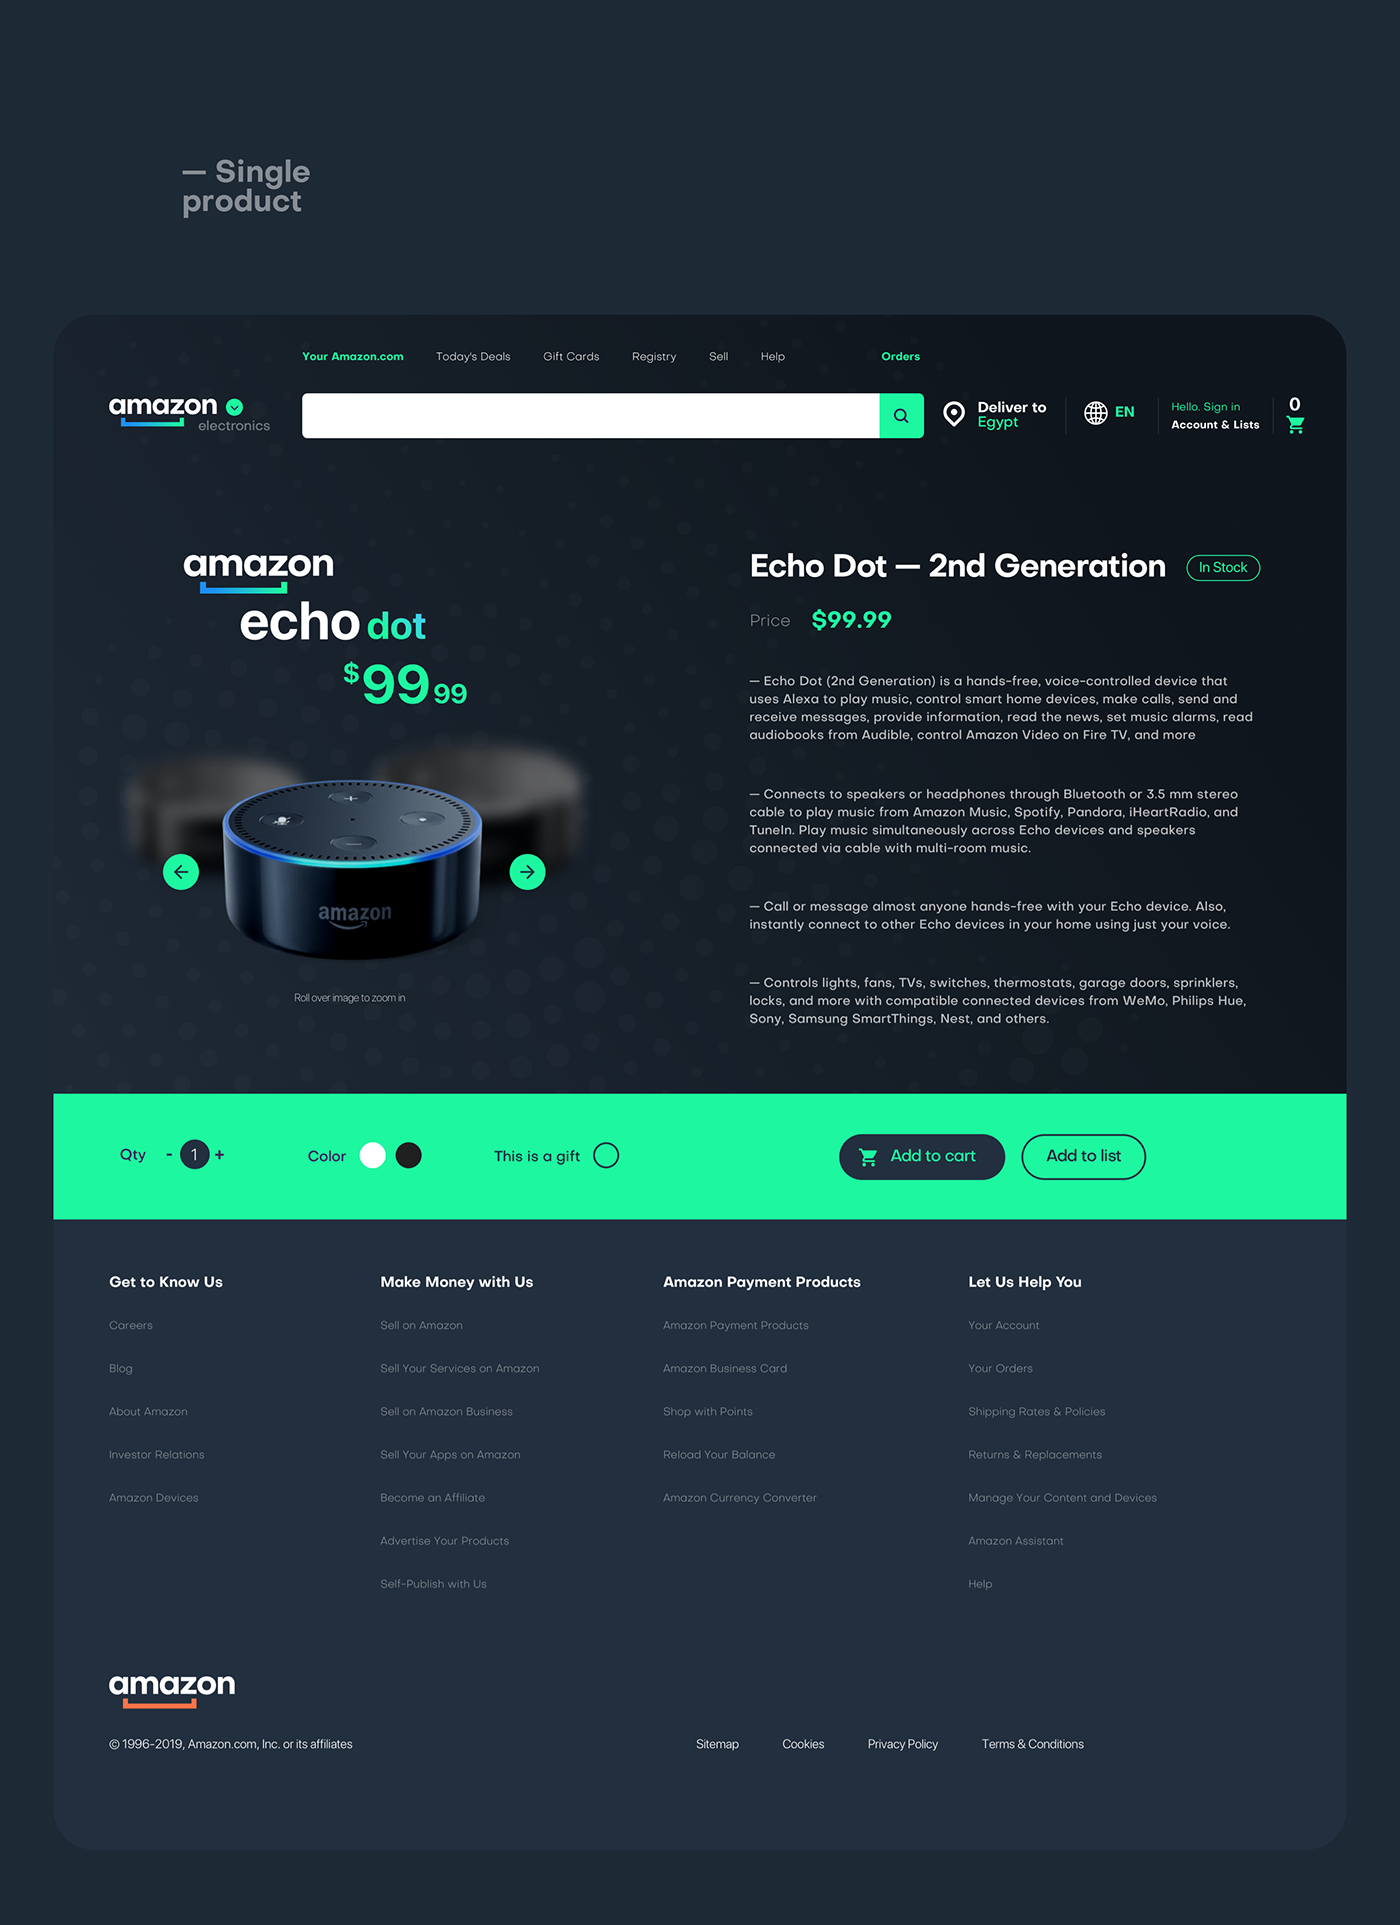 — Single
product
Your Amazon.com Today's Deals Gift Cards Registry Sell Help Orders
amazon
electronics
Deliver to
Egypt
EN
Hello. Sign in
Account & Lists
0
amazon
echo dot
$99 99
amazon
Roll over image to zoom in
Echo Dot — 2nd Generation In Stock
Price $99.99
— Echo Dot (2nd Generation) is a hands-free, voice-controlled device that
uses Alexa to play music, control smart home devices, make calls, send and
receive messages, provide information, read the news, set music alarms, read
audiobooks from Audible, control Amazon Video on Fire TV, and more
— Connects to speakers or headphones through Bluetooth or 3.5 mm stereo
cable to play music from Amazon Music, Spotify, Pandora, iHeartRadio, and
TuneIn. Play music simultaneously across Echo devices and speakers
connected via cable with multi-room music.
— Call or message almost anyone hands-free with your Echo device. Also,
instantly connect to other Echo devices in your home using just your voice.
— Controls lights, fans, TVs, switches, thermostats, garage doors, sprinklers,
locks, and more with compatible connected devices from WeMo, Philips Hue,
Sony, Samsung SmartThings, Nest, and others.
Qty - 1 + Color This is a gift Add to cart Add to list
Get to Know Us
Careers
Blog
About Amazon
Investor Relations
Amazon Devices
Make Money with Us
Sell on Amazon
Sell Your Services on Amazon
Sell on Amazon Business
Sell Your Apps on Amazon
Become an Affiliate
Advertise Your Products
Self-Publish with Us
Amazon Payment Products
Amazon Payment Products
Amazon Business Card
Shop with Points
Reload Your Balance
Amazon Currency Converter
Let Us Help You
Your Account
Your Orders
Shipping Rates & Policies
Returns & Replacements
Manage Your Content and Devices
Amazon Assistant
Help
amazon
© 1996-2019, Amazon.com, Inc. or its affiliates
Sitemap Cookies Privacy Policy Terms & Conditions